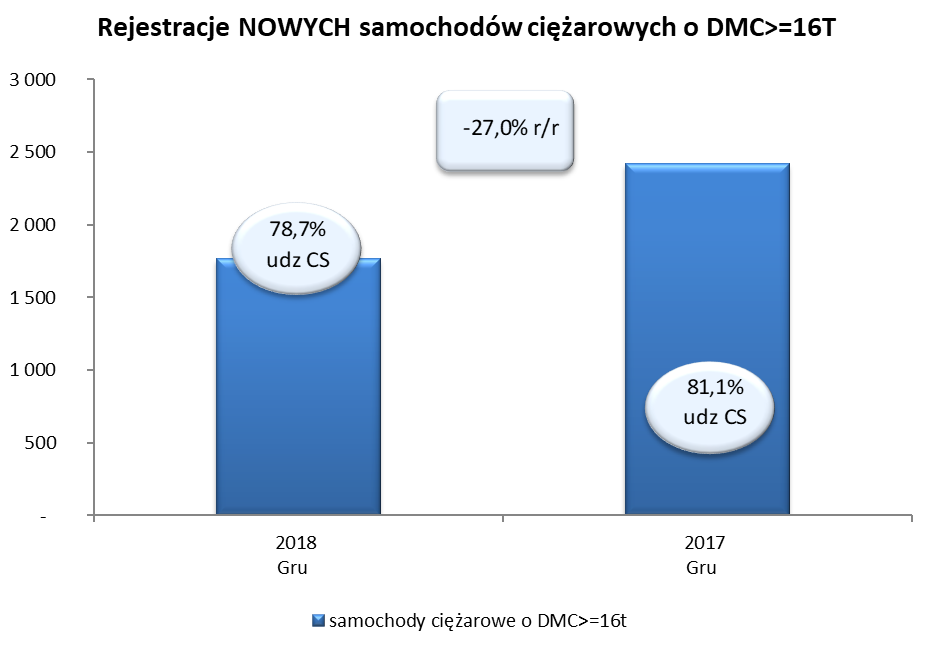 Rejestracje NOWYCH samochodów ciężarowych o DMC>=16T
3 000
2 500
2 000
1 500
1 000
500
-
-27,0% r/r
78,7%
udz CS
81,1%
udz CS
2018
Gru
2017
Gru
samochody ciężarowe o DMC>=16t